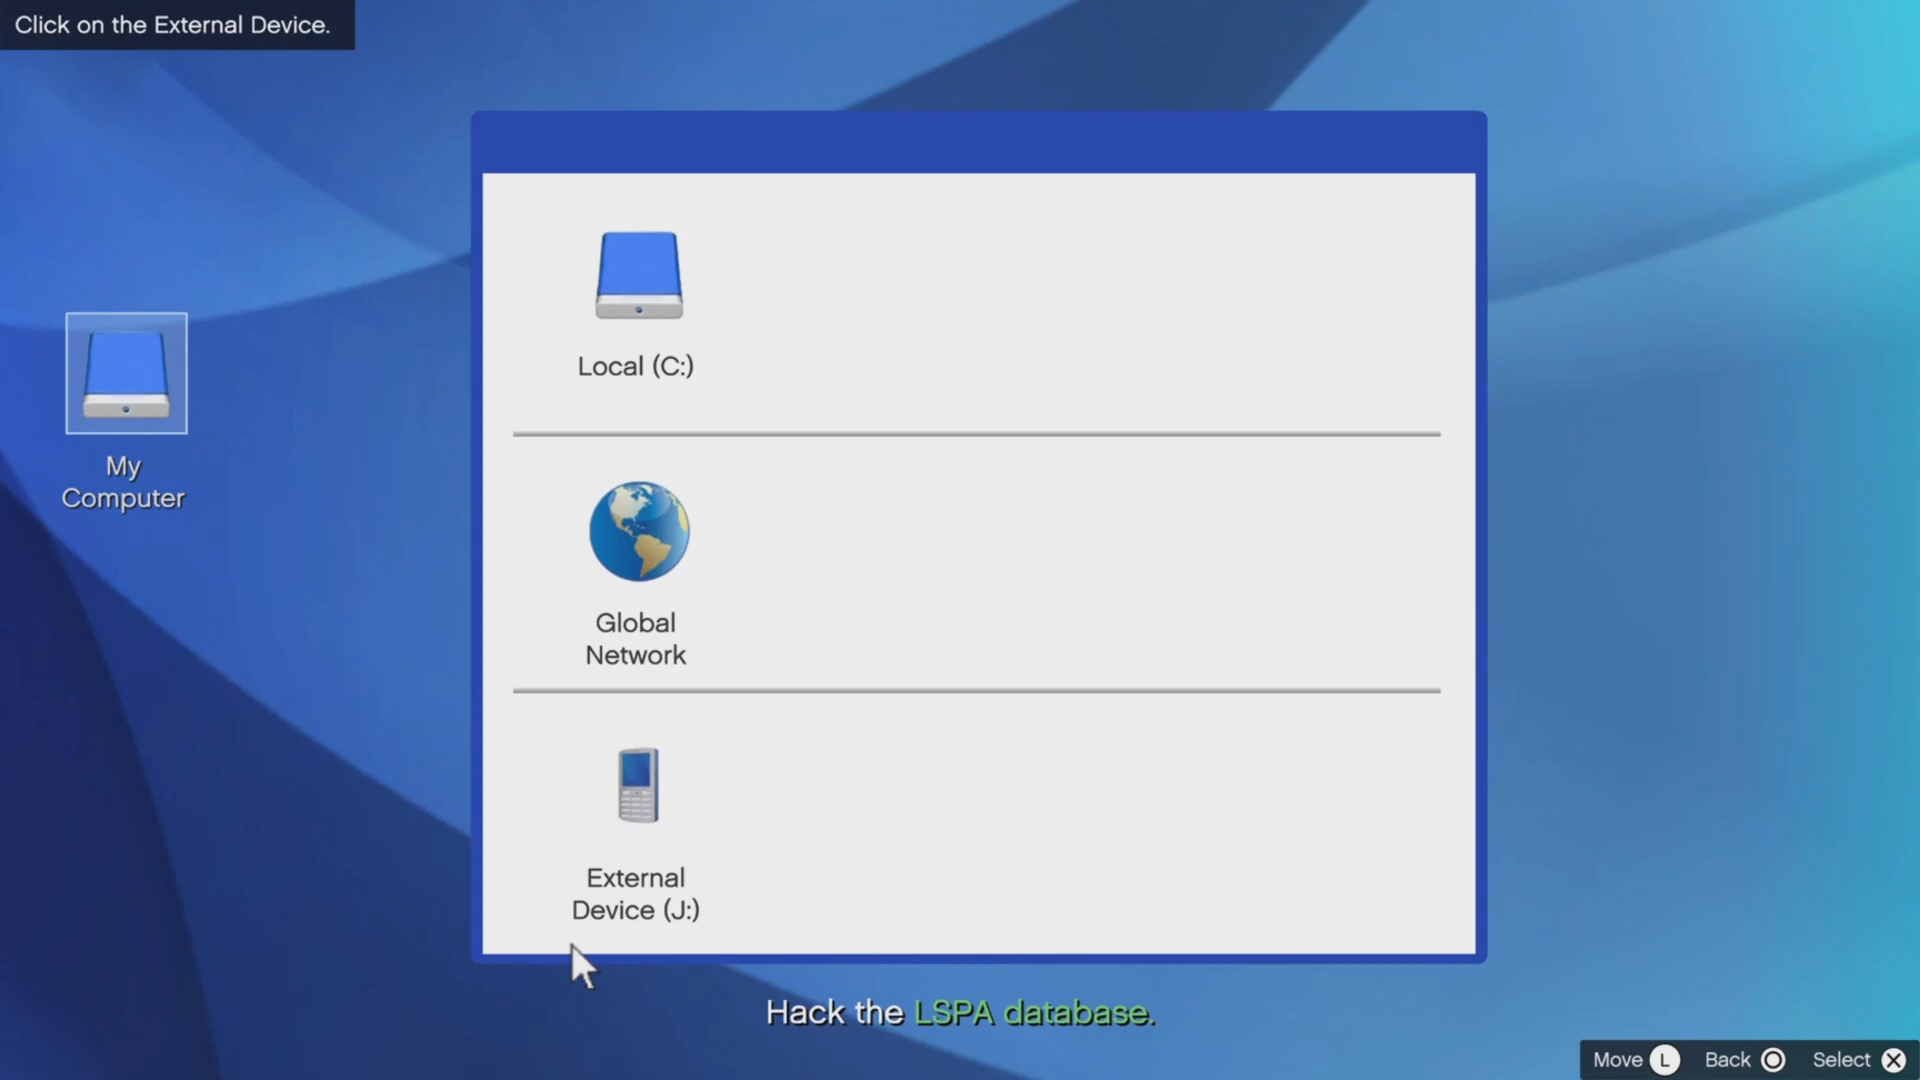 Click on the External Device.
Local (C:)
My
Computer
Global
Network
External
Device (J:)
Hack the LSPA database.
Move L Back Select